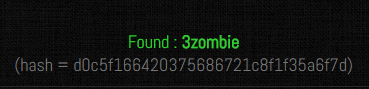 Found : 3zombie
(hash = d0c5f166420375686721c8f1f35a6f7d)